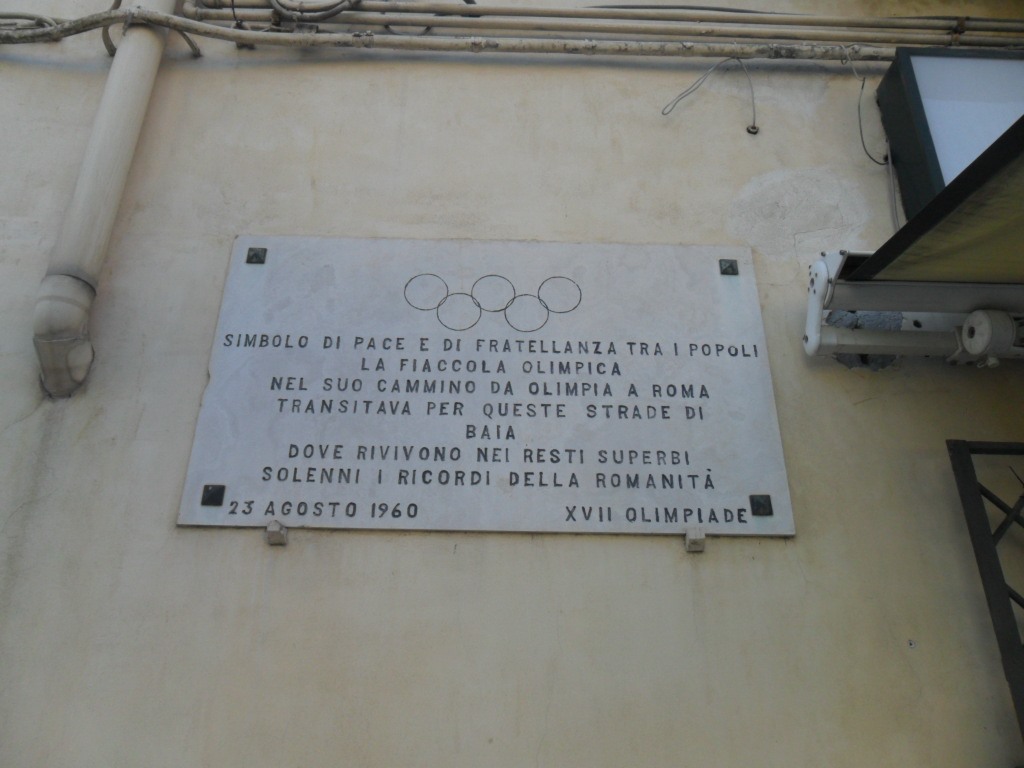 SIMBOLO DI PACE E DI FRATELLANZA TRA I POPOLI
LA FIACCOLA OLIMPICA
NEL SUO CAMMINO DA OLIMPIA A ROMA
TRANSITAVA PER QUESTE STRADE DI
BAIA
DOVE RIVIVONO NEI RESTI SUPERBI
SOLENNI I RICORDI DELLA ROMANITÀ
23 AGOSTO 1960 XVII OLIMPIADE